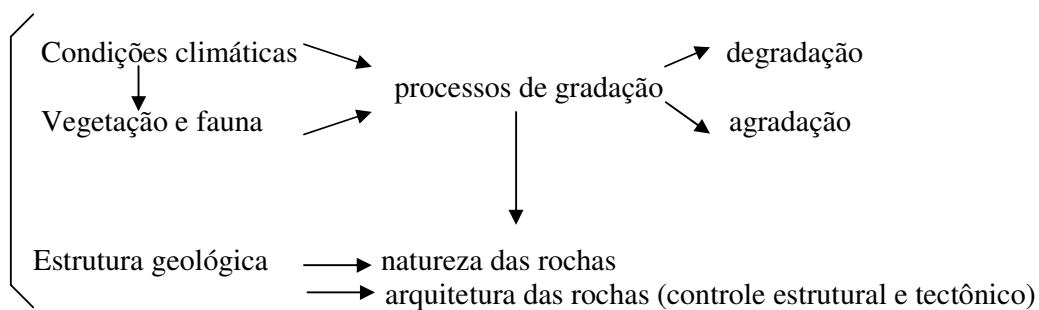 Condições climáticas
degradação
processos de gradação
Vegetação e fauna
agradação
Estrutura geológica
natureza das rochas
arquitetura das rochas (controle estrutural e tectônico)